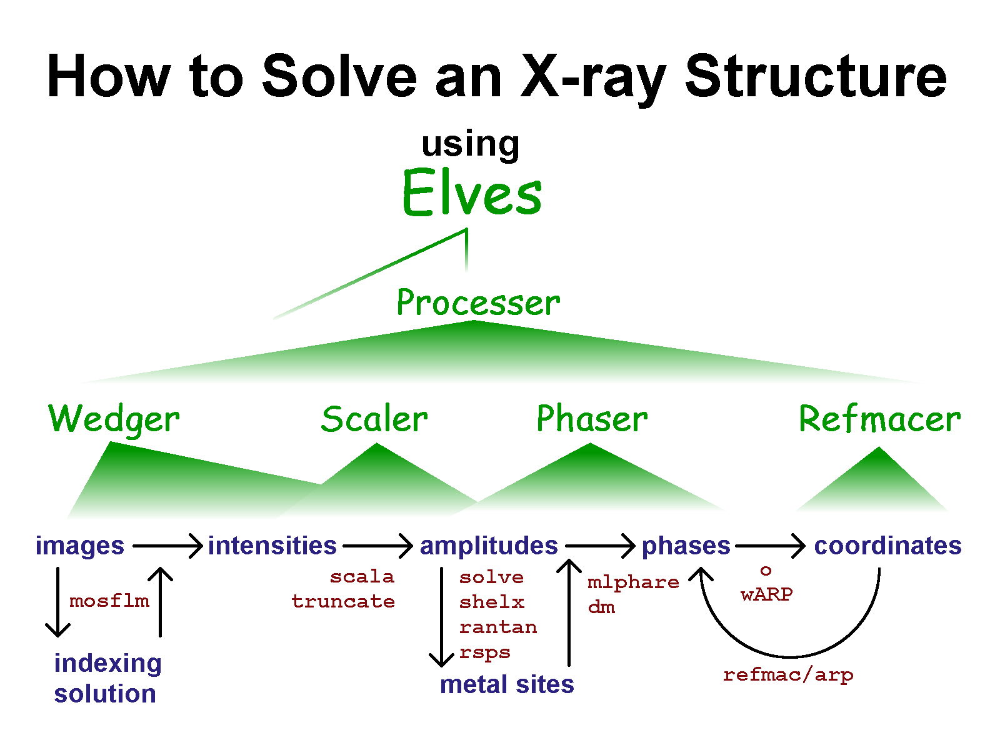 How to Solve an X-ray Structure
using
Elves
Processer
Wedger Scaler Phaser Refmacer
images intensities amplitudes phases coordinates
mosflm
indexing
solution
scala
truncate
solve
shelx
rantan
rsps
metal sites
mlphare
dm
o
wARP
refmac/arp